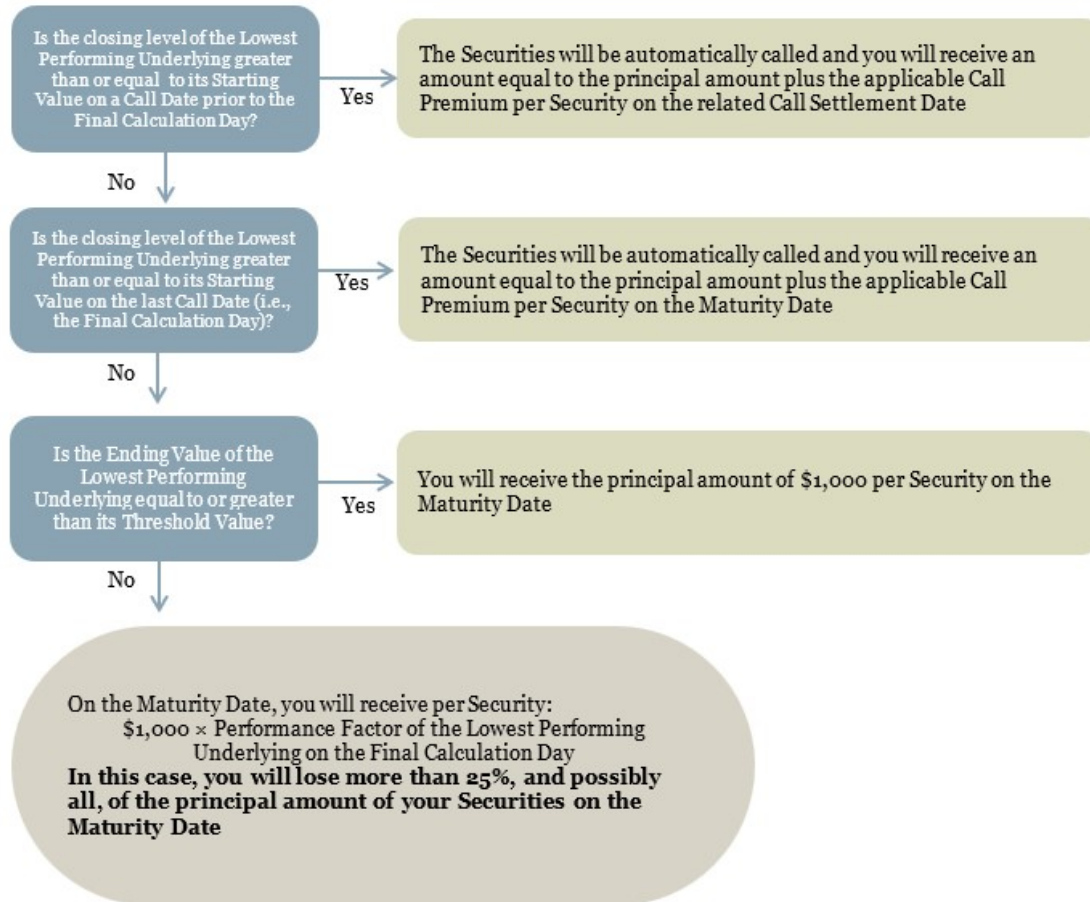 Is the closing level of the Lowest
Performing Underlying greater
than or equal to its Starting
Value on a Call Date prior to the
Final Calculation Day?
Yes
The Securities will be automatically called and you will receive an
amount equal to the principal amount plus the applicable Call
Premium per Security on the related Call Settlement Date
No
Is the closing level of the Lowest
Performing Underlying greater
than or equal to its Starting
Value on the last Call Date (i.e.,
the Final Calculation Day)?
Yes
The Securities will be automatically called and you will receive an
amount equal to the principal amount plus the applicable Call
Premium per Security on the Maturity Date
No
Is the Ending Value of the
Lowest Performing
Underlying equal to or greater
than its Threshold Value?
Yes
You will receive the principal amount of $1,000 per Security on the
Maturity Date
No
On the Maturity Date, you will receive per Security:
$1,000 × Performance Factor of the Lowest Performing
Underlying on the Final Calculation Day
In this case, you will lose more than 25%, and possibly
all, of the principal amount of your Securities on the
Maturity Date